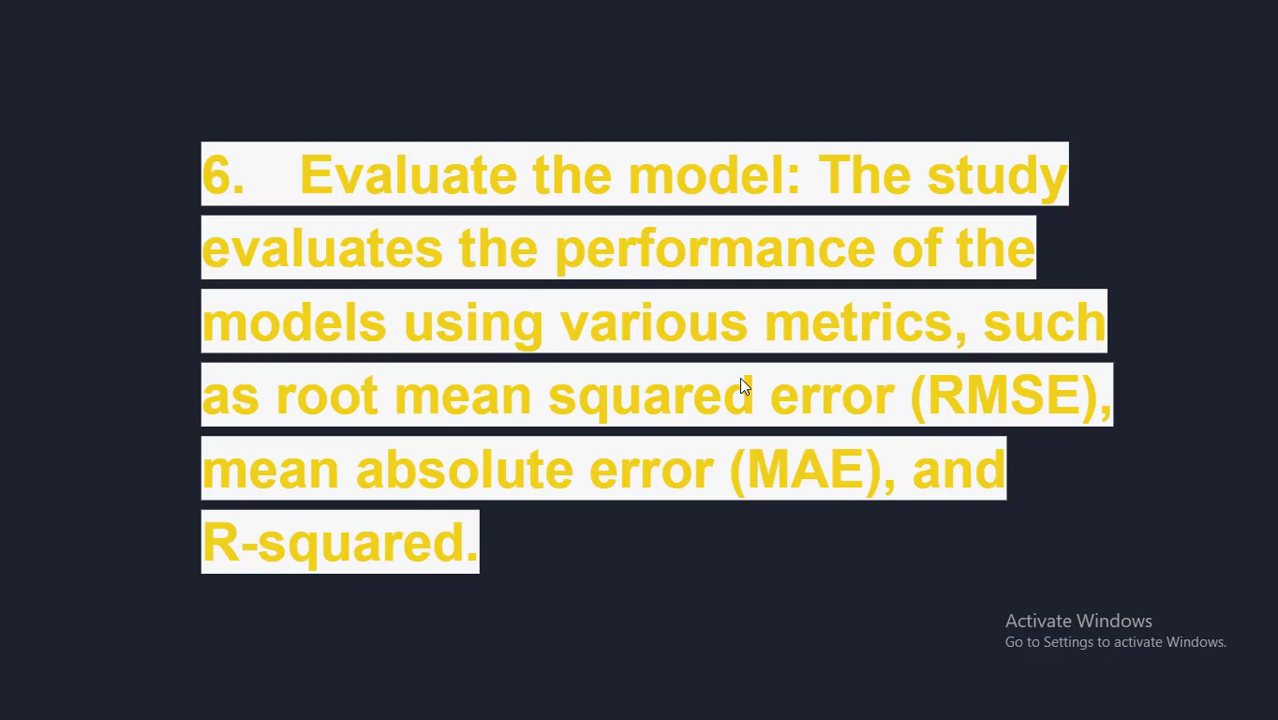 6. Evaluate the model: The study
evaluates the performance of the
models using various metrics, such
as root mean squared error (RMSE),
mean absolute error (MAE), and
R-squared.
Activate Windows
Go to Settings to activate Windows.